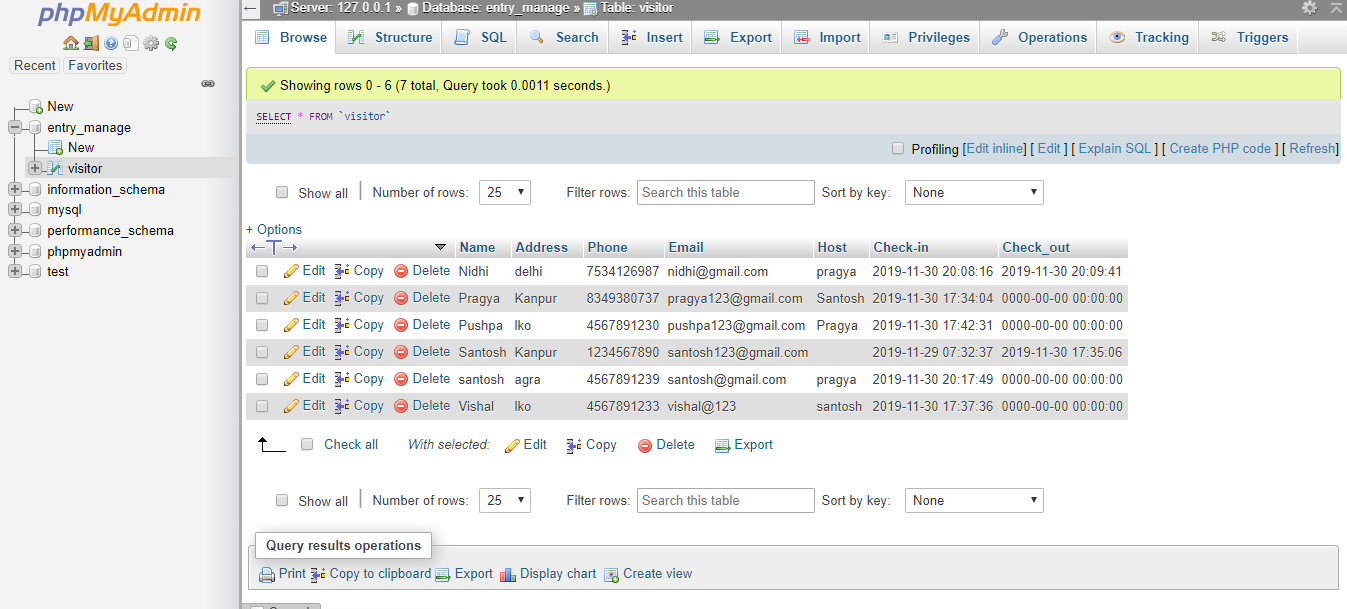 phpMyAdmin
Recent Favorites
New
entry_manage
New
visitor
information_schema
mysql
performance_schema
phpmyadmin
test
Server: 127.0.0.1 » Database: entry_manage » Table: visitor
Browse Structure SQL Search Insert Export Import Privileges Operations Tracking Triggers
Showing rows 0 - 6 (7 total, Query took 0.0011 seconds.)
SELECT * FROM `visitor`
Profiling [Edit inline] [ Edit ] [ Explain SQL ] [ Create PHP code ] [ Refresh]
Show all Number of rows: 25 Filter rows: Search this table Sort by key: None
+ Options
←T→ Name Address Phone Email Host Check-in Check_out
Edit Copy Delete Nidhi delhi 7534126987 nidhi@gmail.com pragya 2019-11-30 20:08:16 2019-11-30 20:09:41
Edit Copy Delete Pragya Kanpur 8349380737 pragya123@gmail.com Santosh 2019-11-30 17:34:04 0000-00-00 00:00:00
Edit Copy Delete Pushpa lko 4567891230 pushpa123@gmail.com Pragya 2019-11-30 17:42:31 0000-00-00 00:00:00
Edit Copy Delete Santosh Kanpur 1234567890 santosh123@gmail.com 2019-11-29 07:32:37 2019-11-30 17:35:06
Edit Copy Delete santosh agra 4567891239 santosh@gmail.com pragya 2019-11-30 20:17:49 0000-00-00 00:00:00
Edit Copy Delete Vishal lko 4567891233 vishal@123 santosh 2019-11-30 17:37:36 0000-00-00 00:00:00
Check all With selected: Edit Copy Delete Export
Show all Number of rows: 25 Filter rows: Search this table Sort by key: None
Query results operations
Print Copy to clipboard Export Display chart Create view